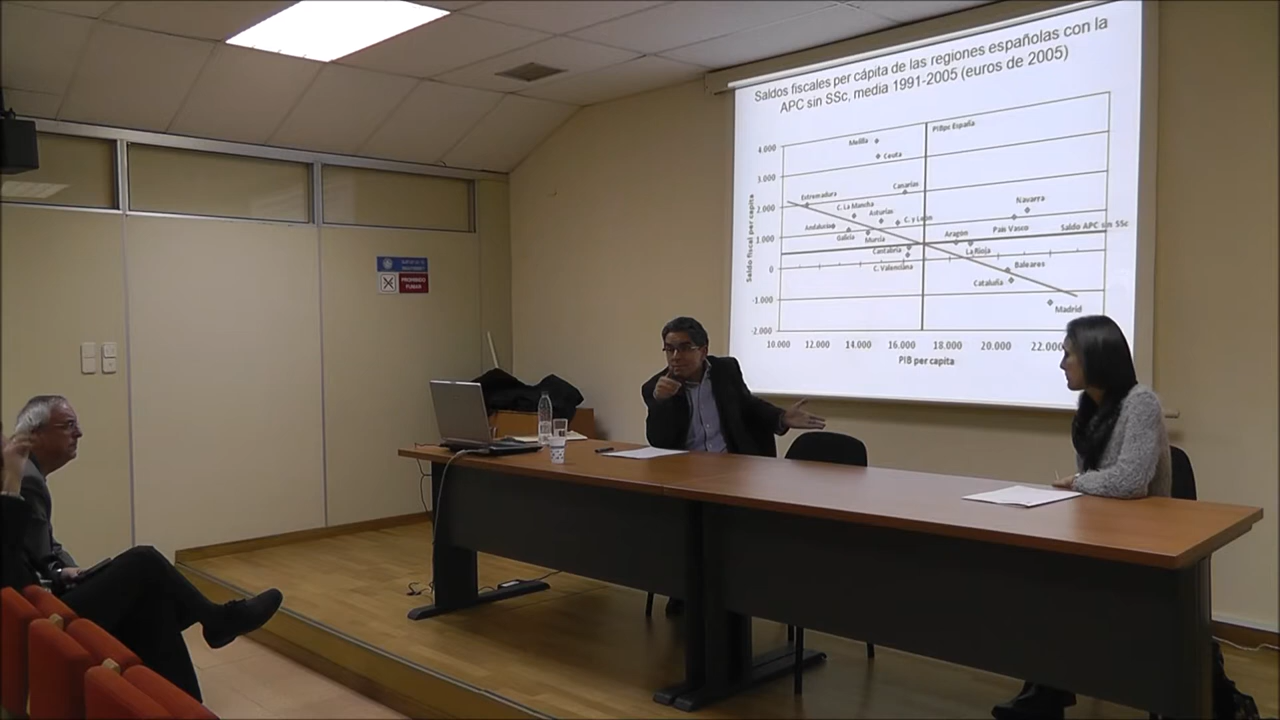 Saldos fiscales per cápita de las regiones españolas con la
APC sin SSc, media 1991-2005 (euros de 2005)
PIBpc España
4.000
Melilla
Ceuta
3.000
Canarias
Extremadura
Navarra
2.000
C. La Mancha
Asturias
C. y León
País Vasco
Saldo APC sin SSc
Andalucía
Galicia
Murcia
Aragón
1.000
Cantabria
La Rioja
0
C. Valenciana
Baleares
Cataluña
-1.000
Madrid
-2.000
Saldo fiscal per capita
10.000 12.000 14.000 16.000 18.000 20.000 22.000
PIB per capita
PROHIBIDO
FUMAR